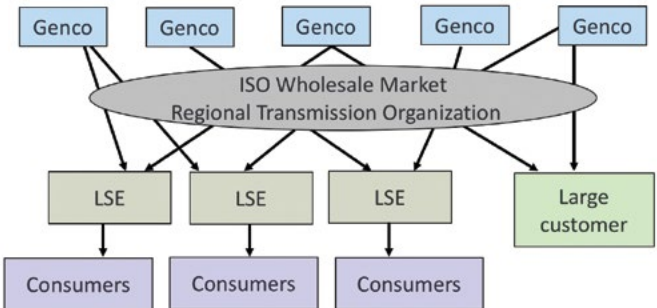 Genco
Genco
Genco
Genco
Genco
ISO Wholesale Market
Regional Transmission Organization
LSE
LSE
LSE
Large
customer
Consumers
Consumers
Consumers